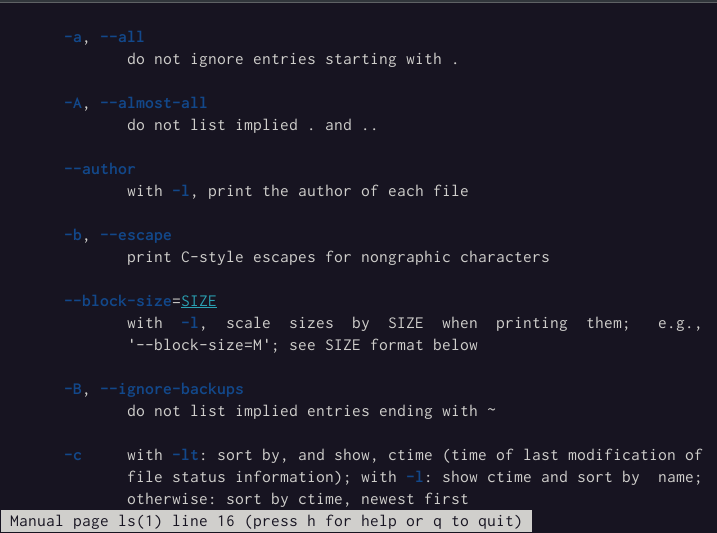 -a, --all
do not ignore entries starting with .
-A, --almost-all
do not list implied . and ..
--author
with -l, print the author of each file
-b, --escape
print C-style escapes for nongraphic characters
--block-size=SIZE
with -l, scale sizes by SIZE when printing them; e.g.,
'--block-size=M'; see SIZE format below
-B, --ignore-backups
do not list implied entries ending with ~
-c with -lt: sort by, and show, ctime (time of last modification of
file status information); with -l: show ctime and sort by name;
otherwise: sort by ctime, newest first
Manual page ls(1) line 16 (press h for help or q to quit)